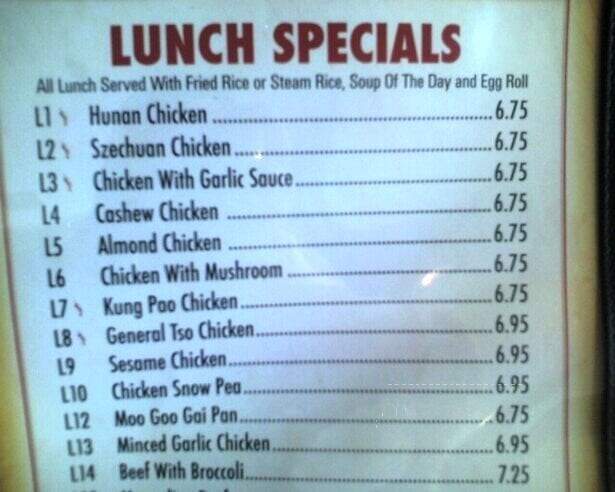 LUNCH SPECIALS
All Lunch Served With Fried Rice or Steam Rice, Soup Of The Day and Egg Roll
L1 Hunan Chicken ........ 6.75
L2 Szechuan Chicken ........ 6.75
L3 Chicken With Garlic Sauce ........ 6.75
L4 Cashew Chicken ........ 6.75
L5 Almond Chicken ........ 6.75
L6 Chicken With Mushroom ........ 6.75
L7 Kung Pao Chicken ........ 6.75
L8 General Tso Chicken ........ 6.95
L9 Sesame Chicken ........ 6.95
L10 Chicken Snow Pea ........ 6.95
L12 Moo Goo Gai Pan ........ 6.75
L13 Minced Garlic Chicken ........ 6.95
L14 Beef With Broccoli ........ 7.25